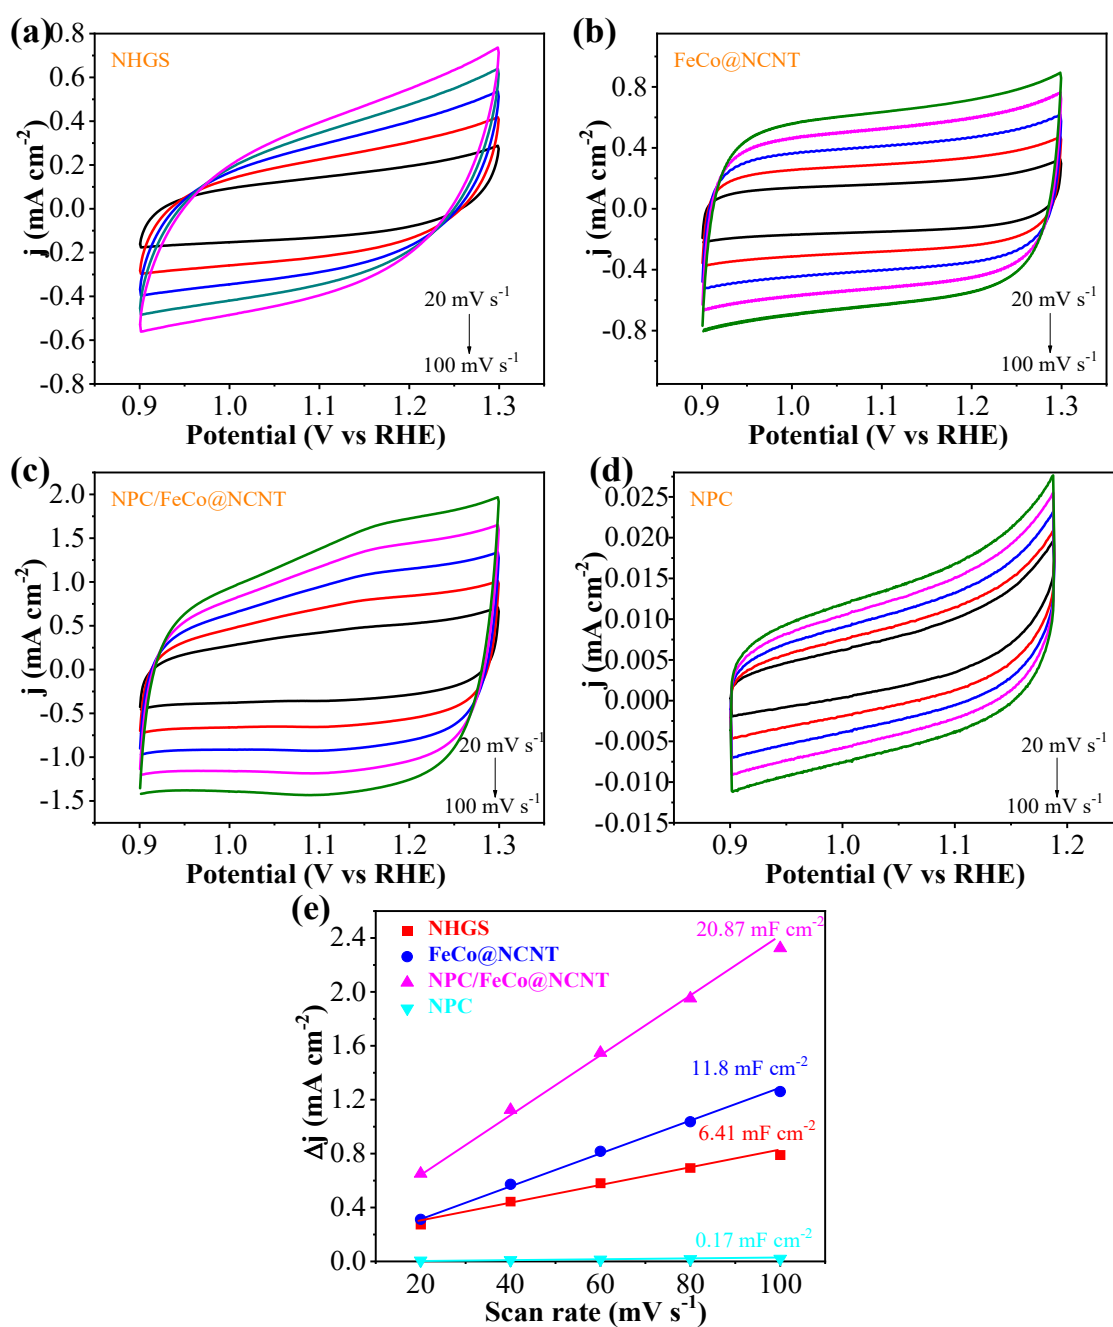 (a)
NHGS
0.8
0.6
0.4
0.2
0.0
-0.2
-0.4
-0.6
-0.8
j (mA cm⁻²)
20 mV s⁻¹
100 mV s⁻¹
0.9 1.0 1.1 1.2 1.3
Potential (V vs RHE)
(b)
FeCo@NCNT
0.8
0.4
0.0
-0.4
-0.8
j (mA cm⁻²)
20 mV s⁻¹
100 mV s⁻¹
0.9 1.0 1.1 1.2 1.3
Potential (V vs RHE)
(c)
NPC/FeCo@NCNT
2.0
1.5
1.0
0.5
0.0
-0.5
-1.0
-1.5
j (mA cm⁻²)
20 mV s⁻¹
100 mV s⁻¹
0.9 1.0 1.1 1.2 1.3
Potential (V vs RHE)
(d)
NPC
0.025
0.020
0.015
0.010
0.005
0.000
-0.005
-0.010
-0.015
j (mA cm⁻²)
20 mV s⁻¹
100 mV s⁻¹
0.9 1.0 1.1 1.2
Potential (V vs RHE)
(e)
NHGS
FeCo@NCNT
NPC/FeCo@NCNT
NPC
20.87 mF cm⁻²
11.8 mF cm⁻²
6.41 mF cm⁻²
0.17 mF cm⁻²
2.4
2.0
1.6
1.2
0.8
0.4
0.0
Δj (mA cm⁻²)
20 40 60 80 100
Scan rate (mV s⁻¹)